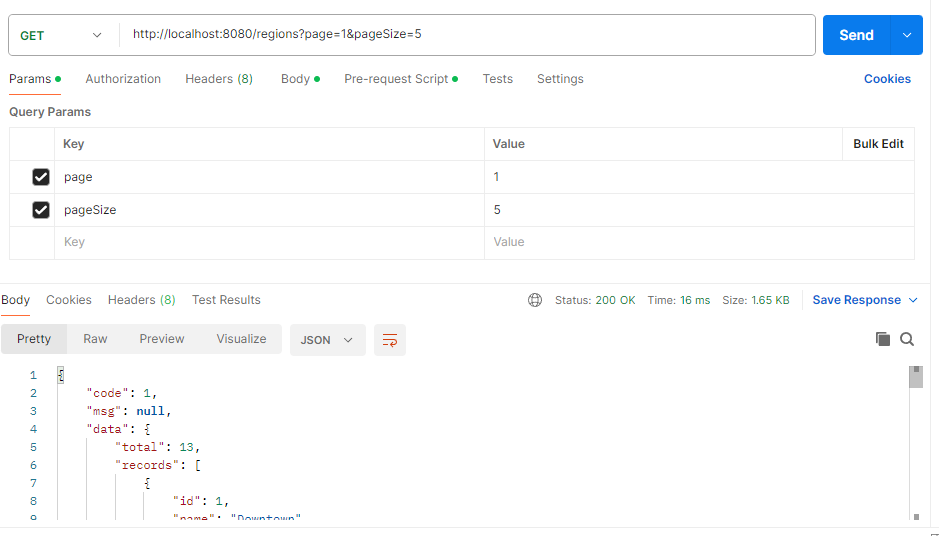 GET http://localhost:8080/regions?page=1&pageSize=5 Send
Params Authorization Headers (8) Body Pre-request Script Tests Settings Cookies
Query Params
Key Value Bulk Edit
page 1
pageSize 5
Key Value
Body Cookies Headers (8) Test Results Status: 200 OK Time: 16 ms Size: 1.65 KB Save Response
Pretty Raw Preview Visualize JSON
1 {
2 "code": 1,
3 "msg": null,
4 "data": {
5 "total": 13,
6 "records": [
7 {
8 "id": 1,
9 "name": "Downtown"